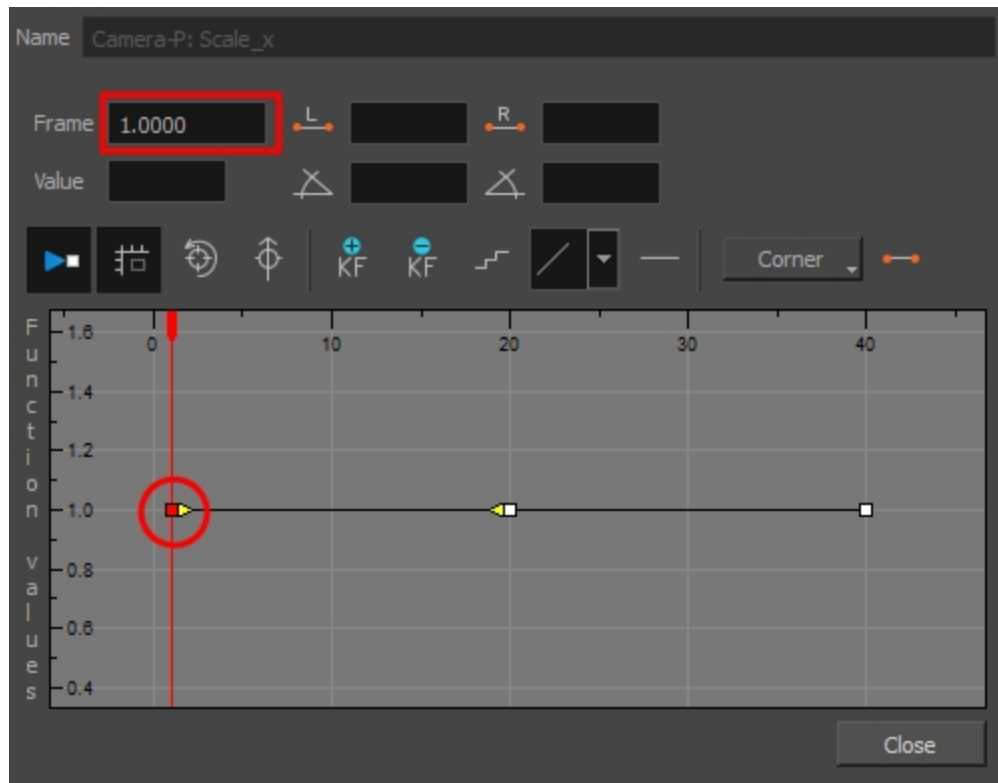 Name Camera-P: Scale_x
Frame 1.0000 L R
Value
KF KF Corner
0 10 20 30 40
Function values
1.6
1.4
1.2
1.0
0.8
0.6
0.4
Close